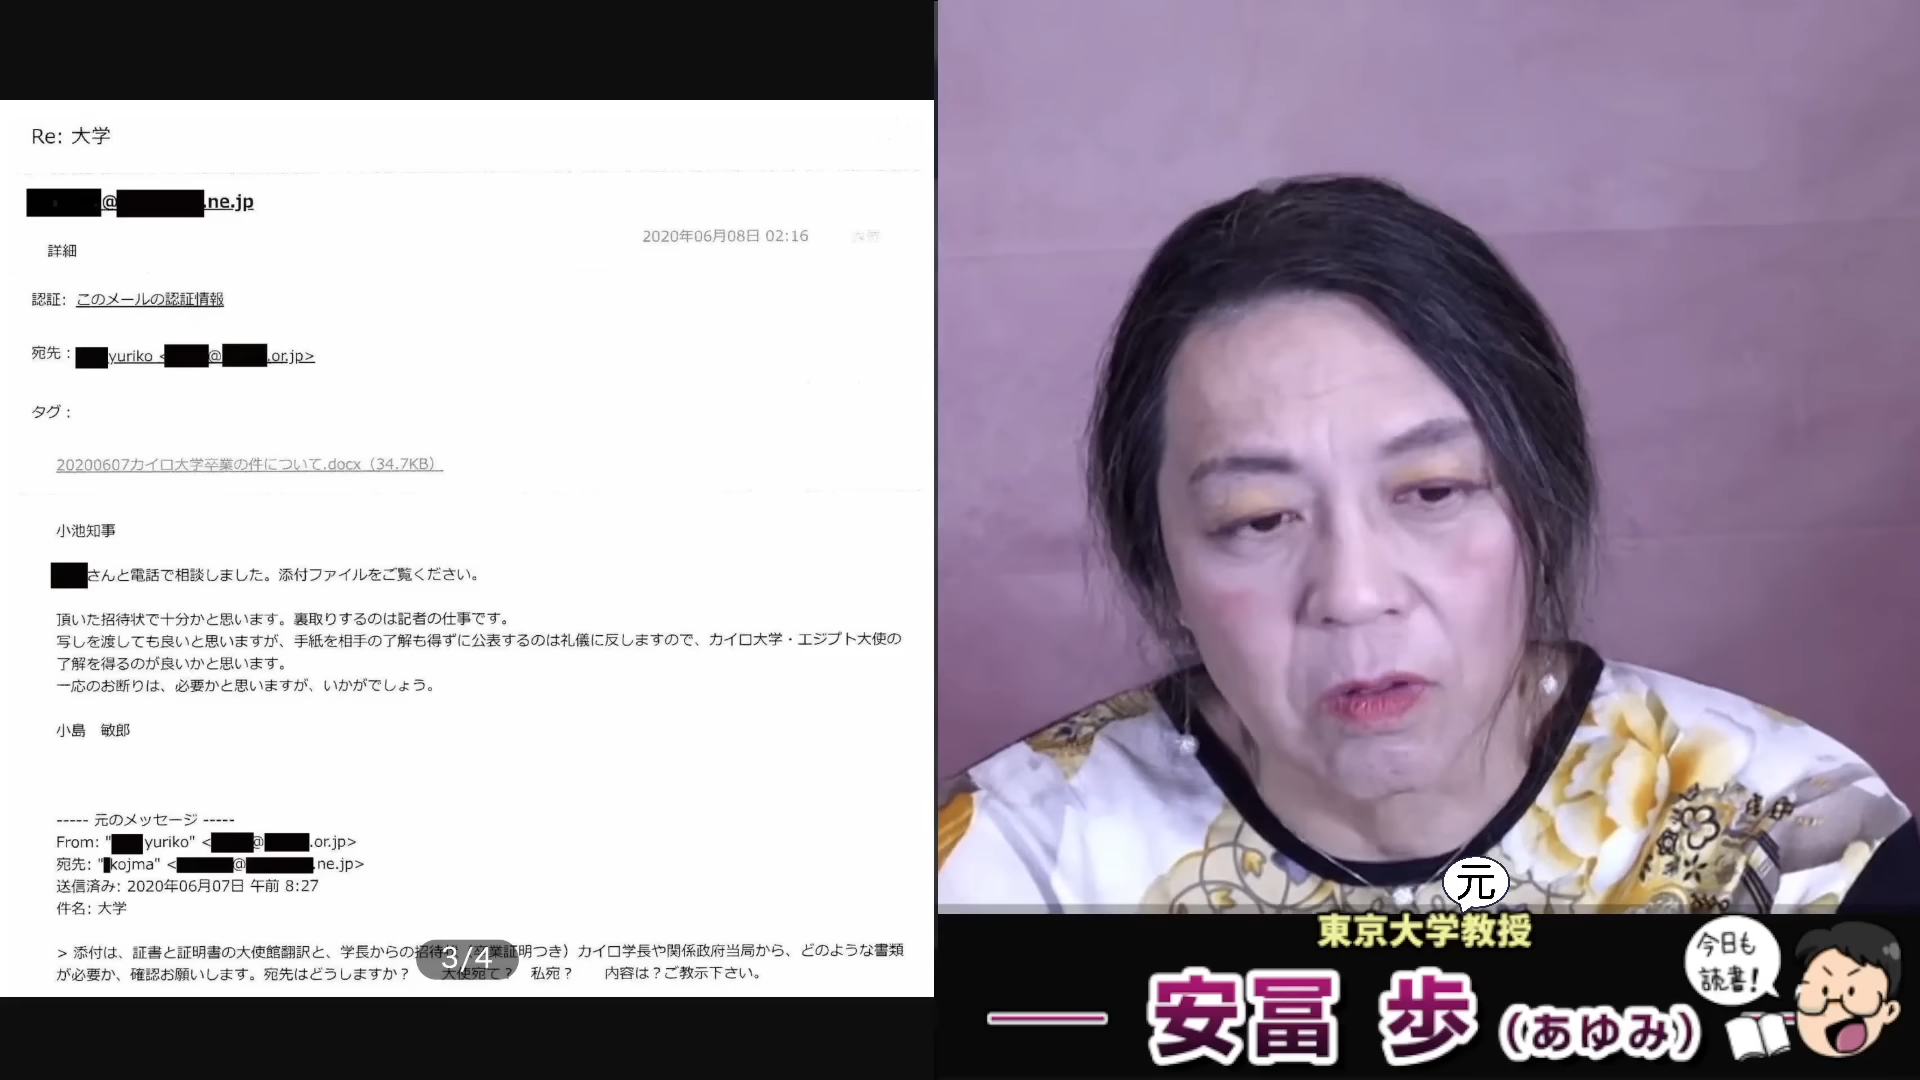 Re: 大学
@ .ne.jp
2020年06月08日 02:16
詳細
認証: このメールの認証情報
宛先: yuriko < @ .or.jp>
タグ:
20200607カイロ大学卒業の件について.docx（34.7KB）
小池知事
さんと電話で相談しました。添付ファイルをご覧ください。
頂いた招待状で十分かと思います。裏取りするのは記者の仕事です。
写しを渡しても良いと思いますが、手紙を相手の了解も得ずに公表するのは礼儀に反しますので、カイロ大学・エジプト大使の
了解を得るのが良いかと思います。
一応のお断りは、必要かと思いますが、いかがでしょう。
小島　敏郎
----- 元のメッセージ -----
From: " yuriko" < @ .or.jp>
宛先: " kojma" < @ .ne.jp>
送信済み: 2020年06月07日 午前 8:27
件名: 大学
> 添付は、証書と証明書の大使館翻訳と、学長からの招待 証明つき）カイロ学長や関係政府当局から、どのような書類
が必要か、確認お願いします。宛先はどうしますか？　大使宛て？　私宛？　　内容は？ご教示下さい。
3/4
元
東京大学教授
安冨 歩 (あゆみ)
今日も
読書!